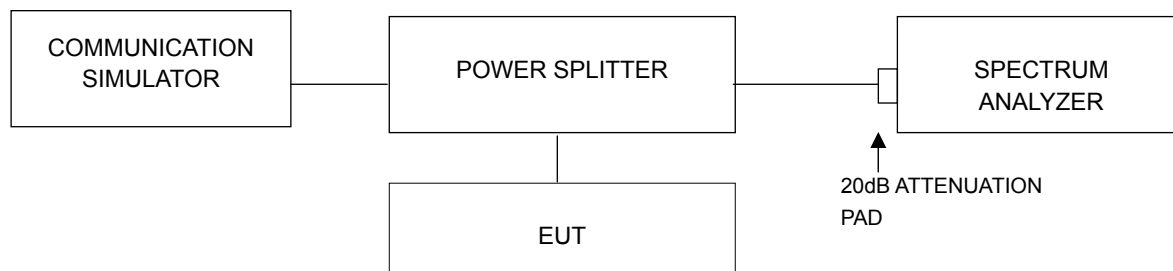 COMMUNICATION
SIMULATOR
POWER SPLITTER
SPECTRUM
ANALYZER
20dB ATTENUATION
PAD
EUT